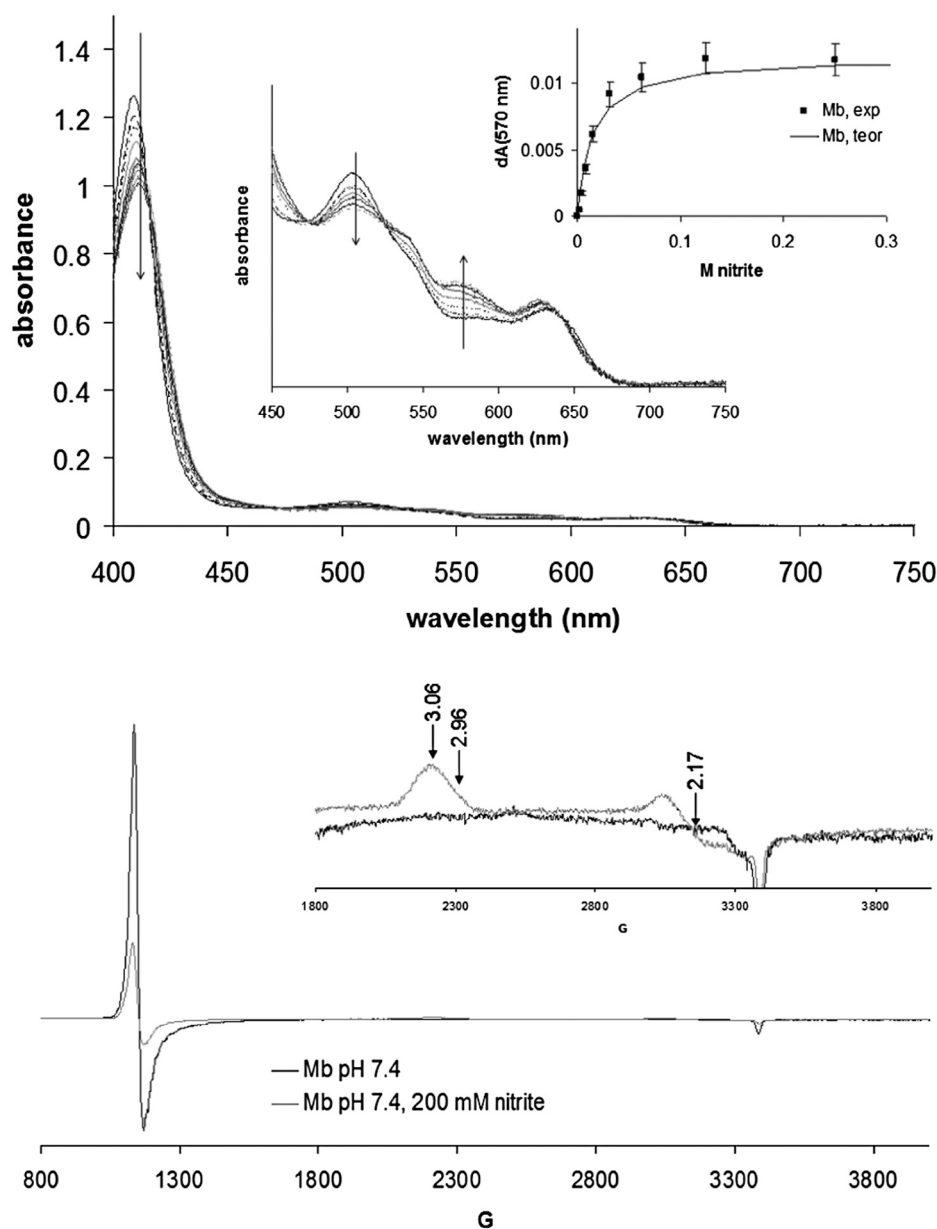 1.4
1.2
1
0.8
0.6
0.4
0.2
0
absorbance
400 450 500 550 600 650 700 750
wavelength (nm)
absorbance
450 500 550 600 650 700 750
wavelength (nm)
dA(570 nm)
0.01
0.005
0
0 0.1 0.2 0.3
M nitrite
Mb, exp
Mb, teor
3.06
2.96
2.17
1800 2300 2800 3300 3800
G
Mb pH 7.4
Mb pH 7.4, 200 mM nitrite
800 1300 1800 2300 2800 3300 3800
G